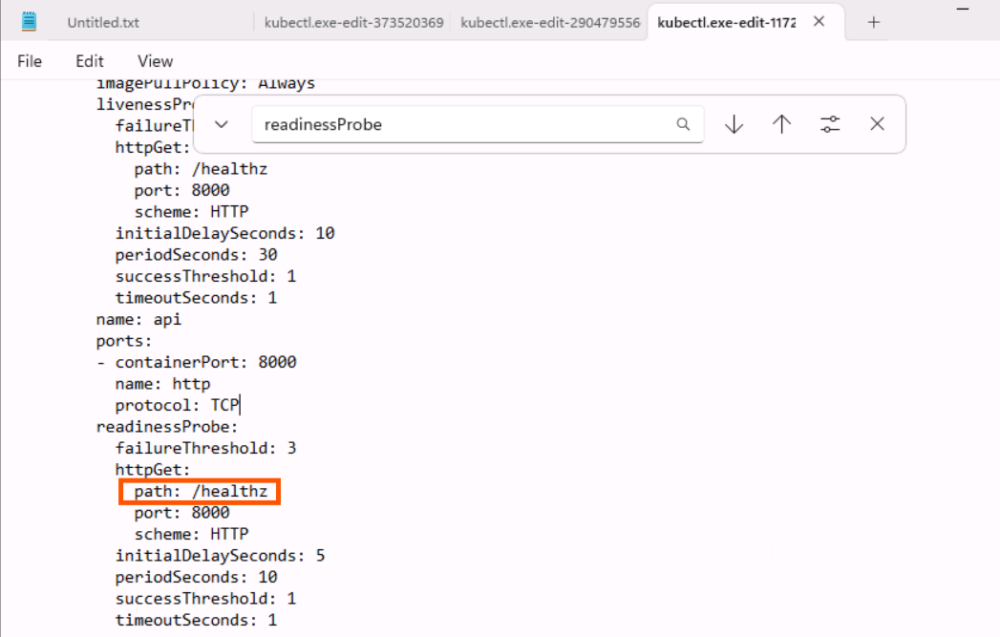 Untitled.txt
kubectl.exe-edit-373520369
kubectl.exe-edit-290479556
kubectl.exe-edit-1172
File
Edit
View
imagePullPolicy: Always
livenessPr
readinessProbe
failureT
httpGet:
path: /healthz
port: 8000
scheme: HTTP
initialDelaySeconds: 10
periodSeconds: 30
successThreshold: 1
timeoutSeconds: 1
name: api
ports:
- containerPort: 8000
name: http
protocol: TCP
readinessProbe:
failureThreshold: 3
httpGet:
path: /healthz
port: 8000
scheme: HTTP
initialDelaySeconds: 5
periodSeconds: 10
successThreshold: 1
timeoutSeconds: 1